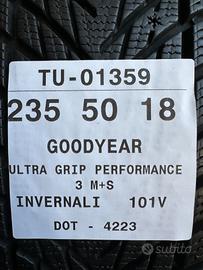 TU-01359
235 50 18
GOODYEAR
ULTRA GRIP PERFORMANCE
3 M+S
INVERNALI 101V
DOT - 4223
subito